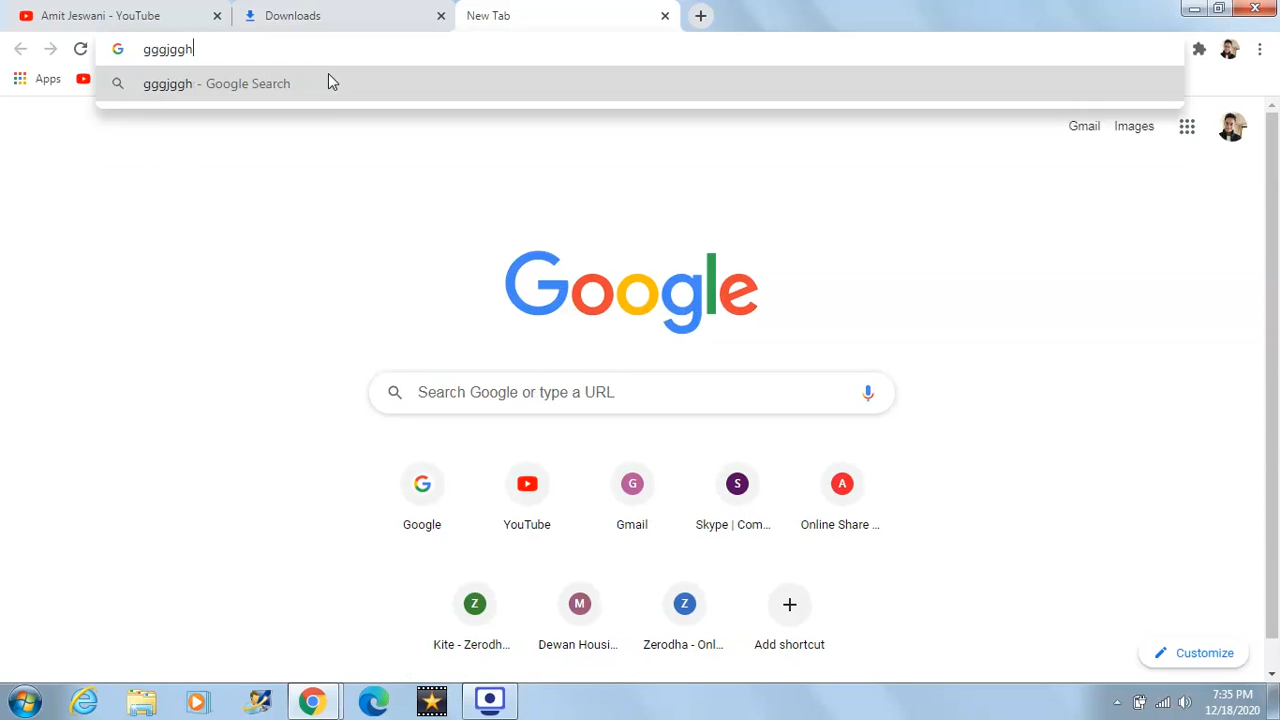 Amit Jeswani - YouTube
Downloads
New Tab
gggjggh
Apps
gggjggh - Google Search
Gmail
Images
Google
Search Google or type a URL
G
S
A
Google
YouTube
Gmail
Skype | Com...
Online Share ...
Z
M
Z
Kite - Zerodh...
Dewan Housi...
Zerodha - Onl...
Add shortcut
Customize
7:35 PM
12/18/2020